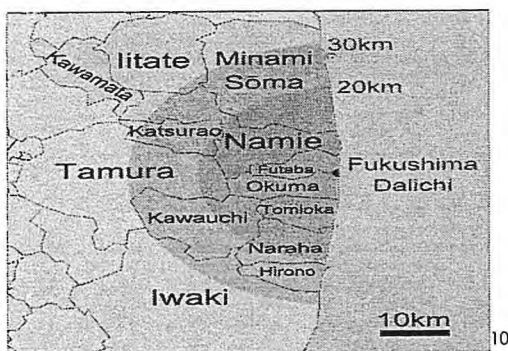 Iitate
Minami
Sōma
30km
Kawamata
20km
Katsurao
Namie
Tamura
Futaba
Okuma
Fukushima
Daiichi
Kawauchi
Tomioka
Naraha
Hirono
Iwaki
10km
10